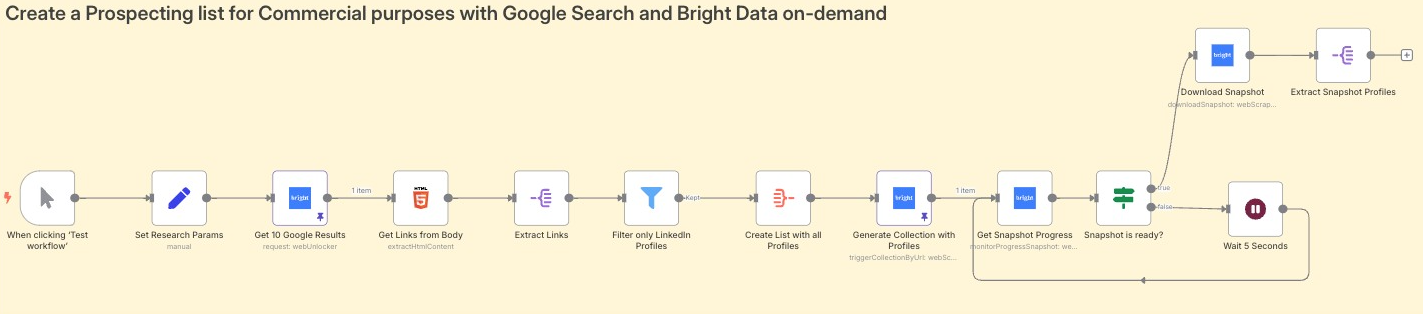 Create a Prospecting list for Commercial purposes with Google Search and Bright Data on-demand
bright
Download Snapshot
downloadSnapshot: webScrap...
Extract Snapshot Profiles
When clicking 'Test
workflow'
Set Research Params
manual
bright
Get 10 Google Results
request: webUnlocker
1 item
HTML
Get Links from Body
extractHtmlContent
Extract Links
Filter only LinkedIn
Profiles
Kept
Create List with all
Profiles
bright
Generate Collection with
Profiles
triggerCollectionByUrl: webSc...
1 item
bright
Get Snapshot Progress
monitorProgressSnapshot: we...
Snapshot is ready?
true
false
Wait 5 Seconds